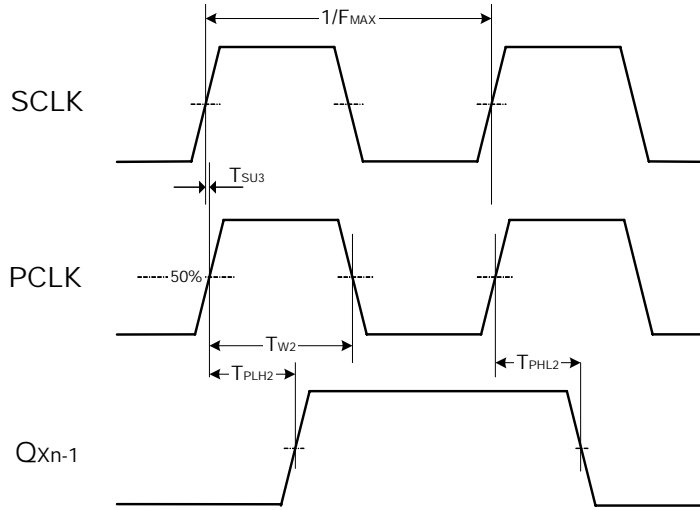 1/FMAX
SCLK
TSU3
PCLK
50%
TW2
TPLH2
TPHL2
QXn-1